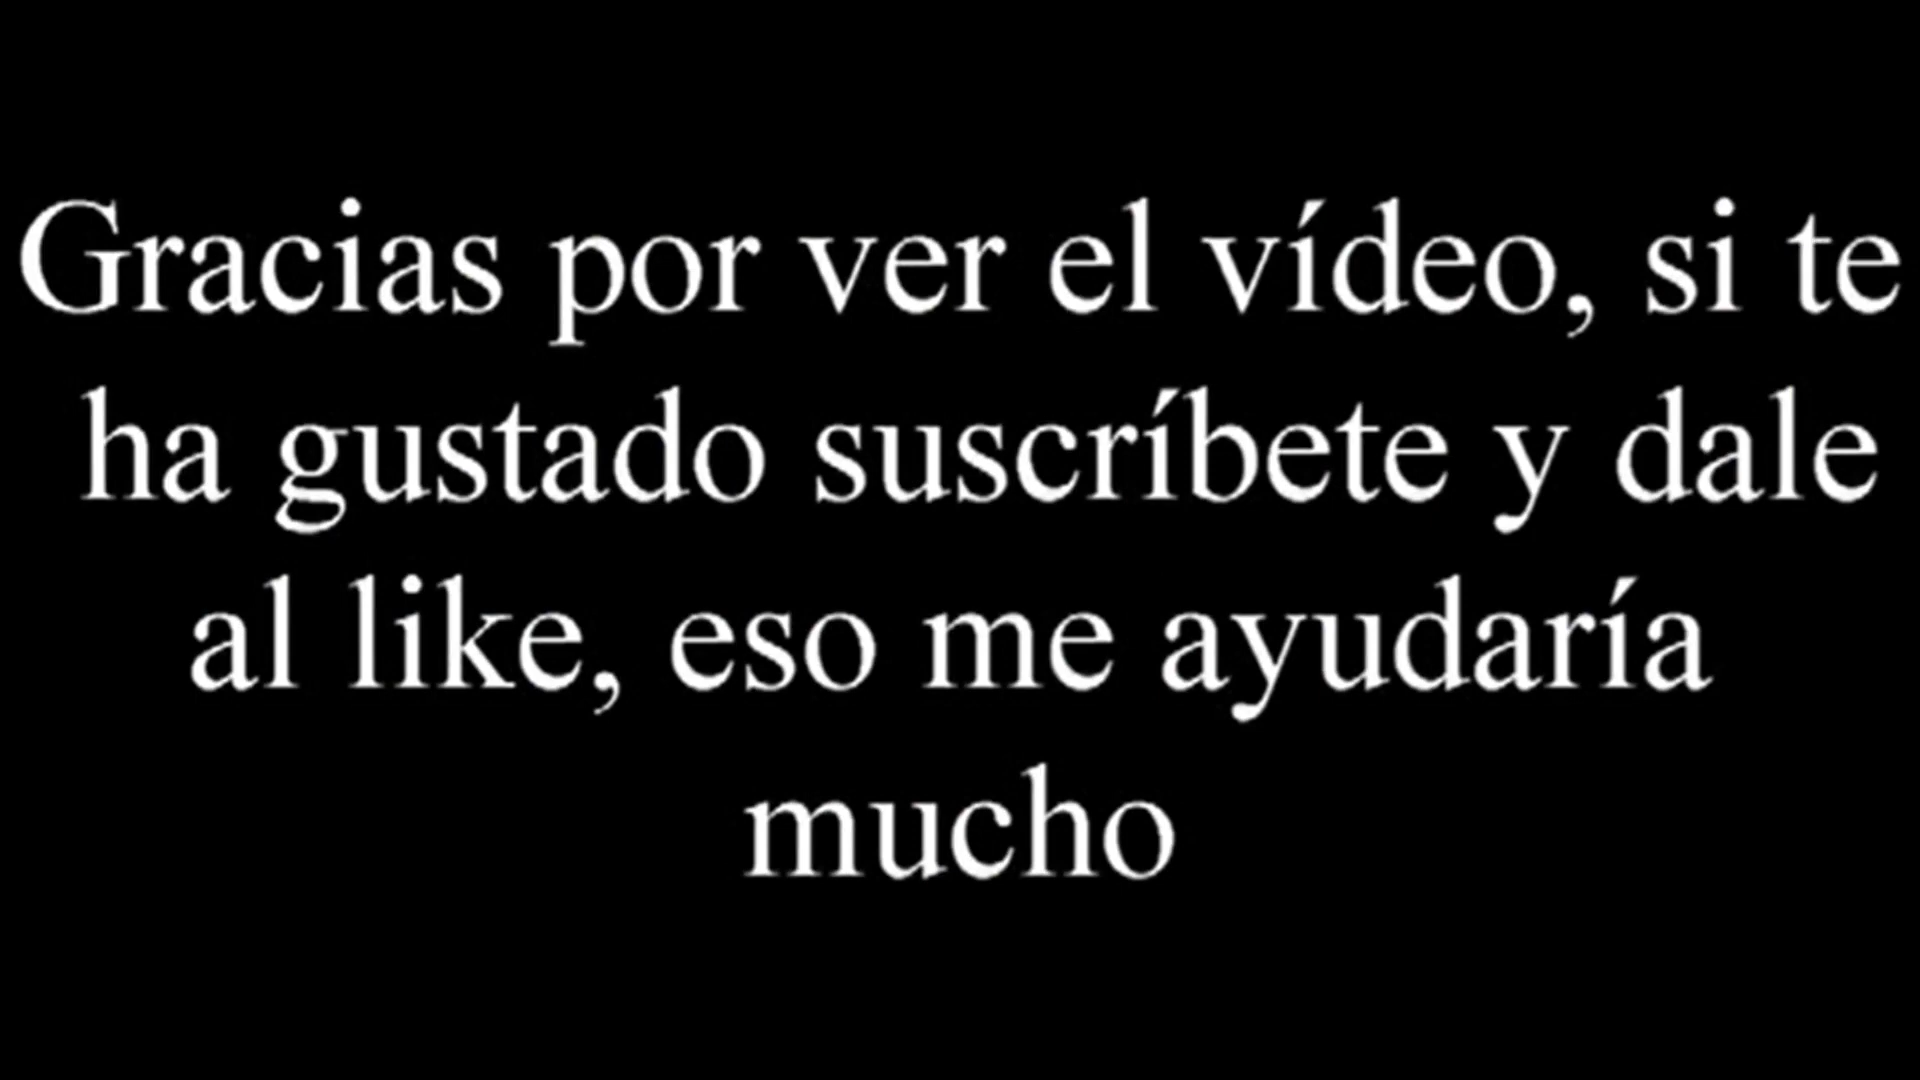 Gracias por ver el vídeo, si te
ha gustado suscríbete y dale
al like, eso me ayudaría
mucho